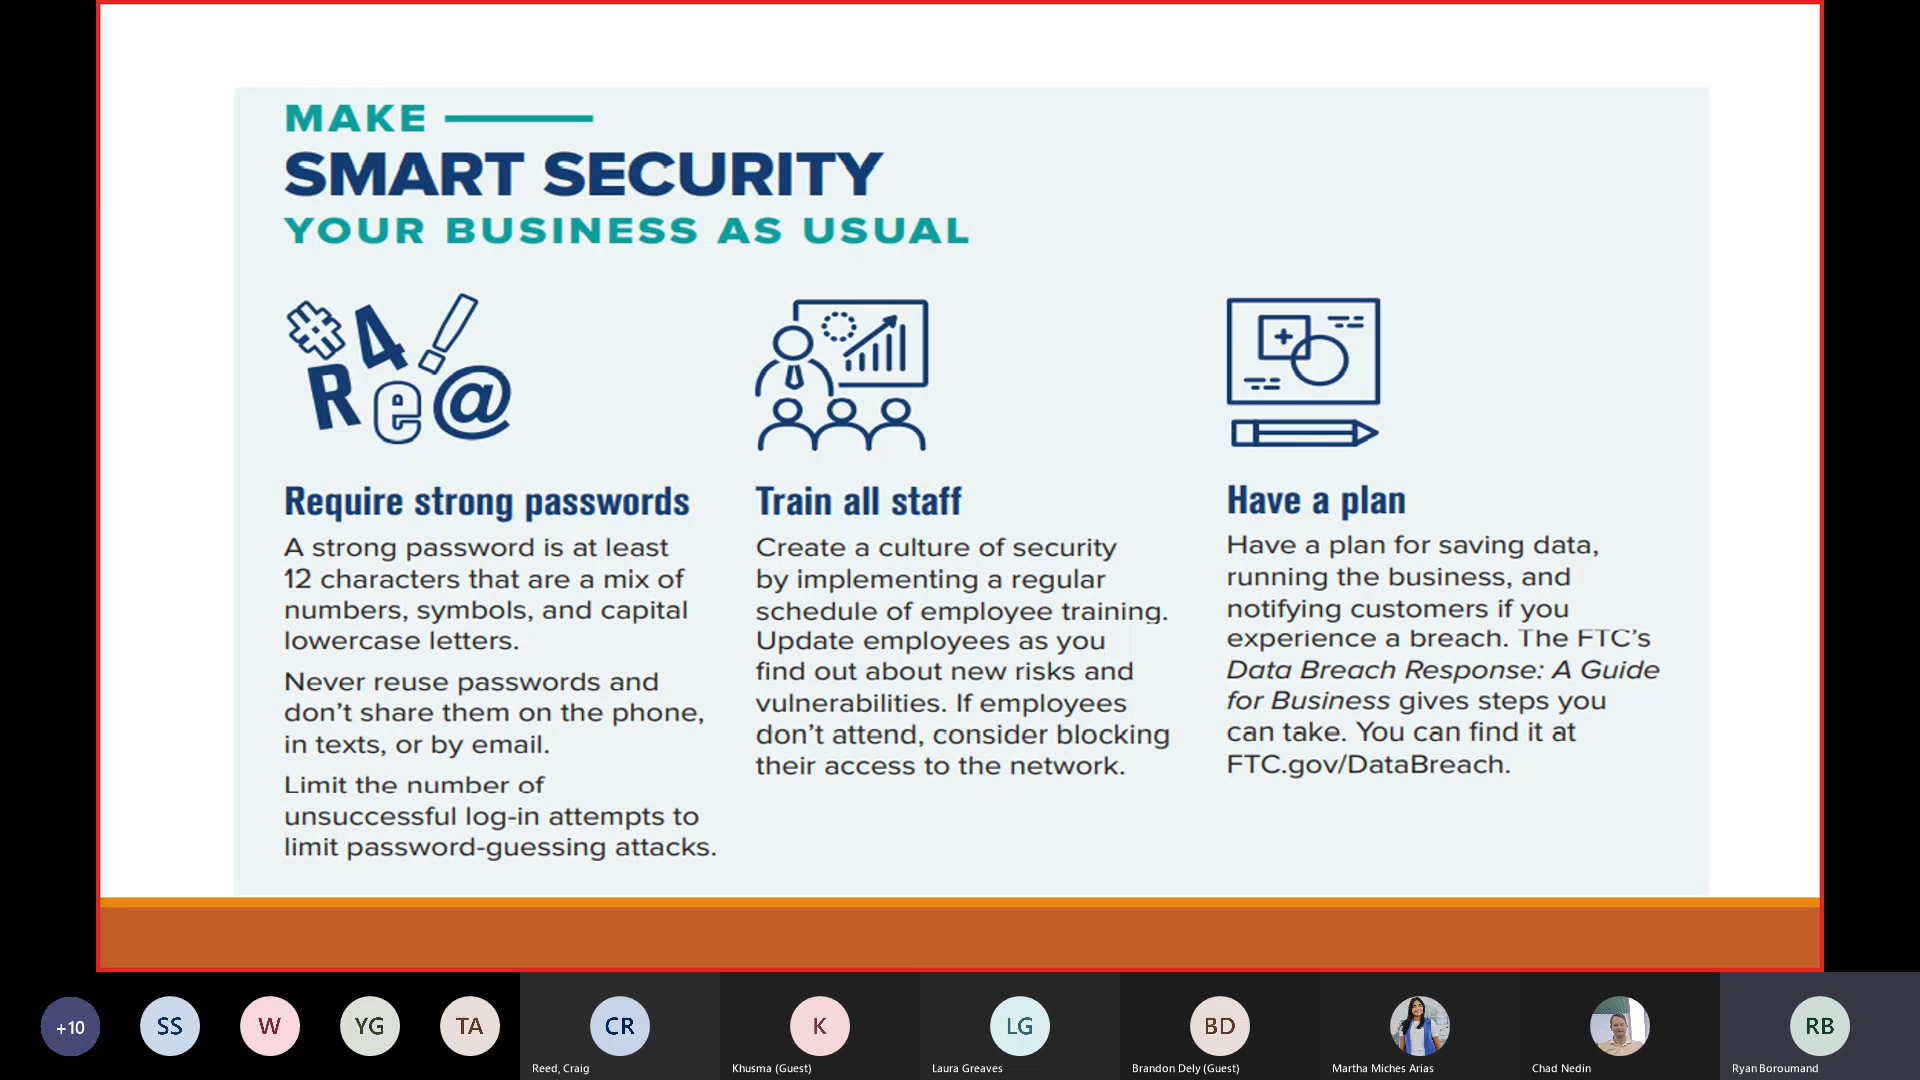 MAKE
SMART SECURITY
YOUR BUSINESS AS USUAL
#4!
Re@
Require strong passwords
A strong password is at least
12 characters that are a mix of
numbers, symbols, and capital
lowercase letters.
Never reuse passwords and
don't share them on the phone,
in texts, or by email.
Limit the number of
unsuccessful log-in attempts to
limit password-guessing attacks.
Train all staff
Create a culture of security
by implementing a regular
schedule of employee training.
Update employees as you
find out about new risks and
vulnerabilities. If employees
don't attend, consider blocking
their access to the network.
Have a plan
Have a plan for saving data,
running the business, and
notifying customers if you
experience a breach. The FTC's
Data Breach Response: A Guide
for Business gives steps you
can take. You can find it at
FTC.gov/DataBreach.
+10
SS
W
YG
TA
CR
Reed, Craig
K
Khusma (Guest)
LG
Laura Greaves
BD
Brandon Dely (Guest)
Martha Miches Arias
Chad Nedin
RB
Ryan Boroumand